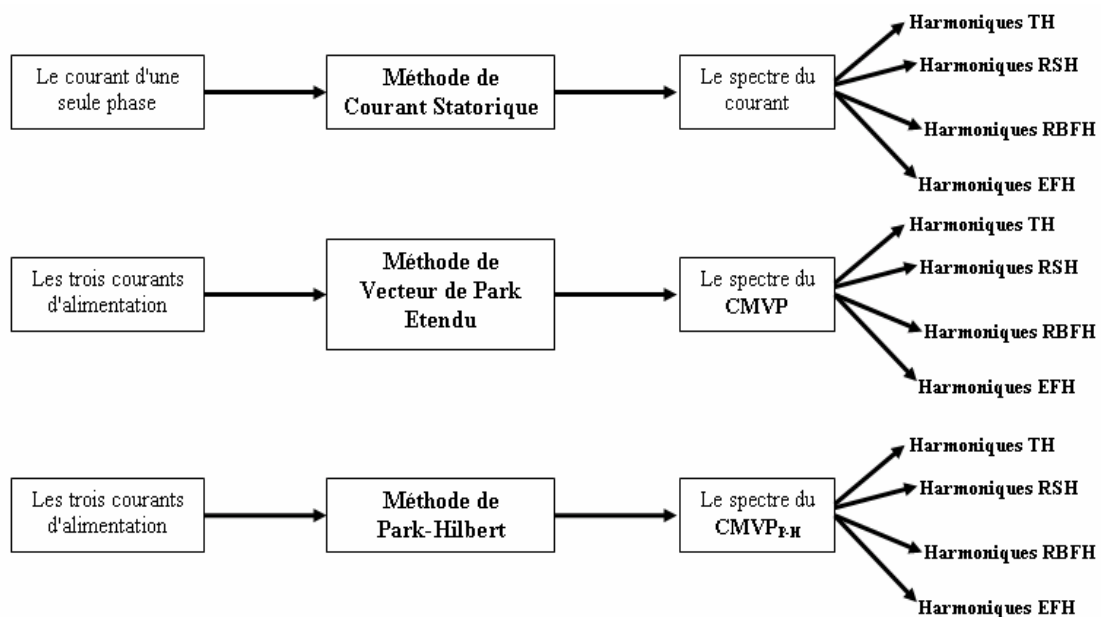 Le courant d'une
seule phase
Méthode de
Courant Statorique
Le spectre du
courant
Harmoniques TH
Harmoniques RSH
Harmoniques RBFH
Harmoniques EFH
Les trois courants
d'alimentation
Méthode de
Vecteur de Park
Etendu
Le spectre du
CMVP
Harmoniques TH
Harmoniques RSH
Harmoniques RBFH
Harmoniques EFH
Les trois courants
d'alimentation
Méthode de
Park-Hilbert
Le spectre du
CMVPP-H
Harmoniques TH
Harmoniques RSH
Harmoniques RBFH
Harmoniques EFH